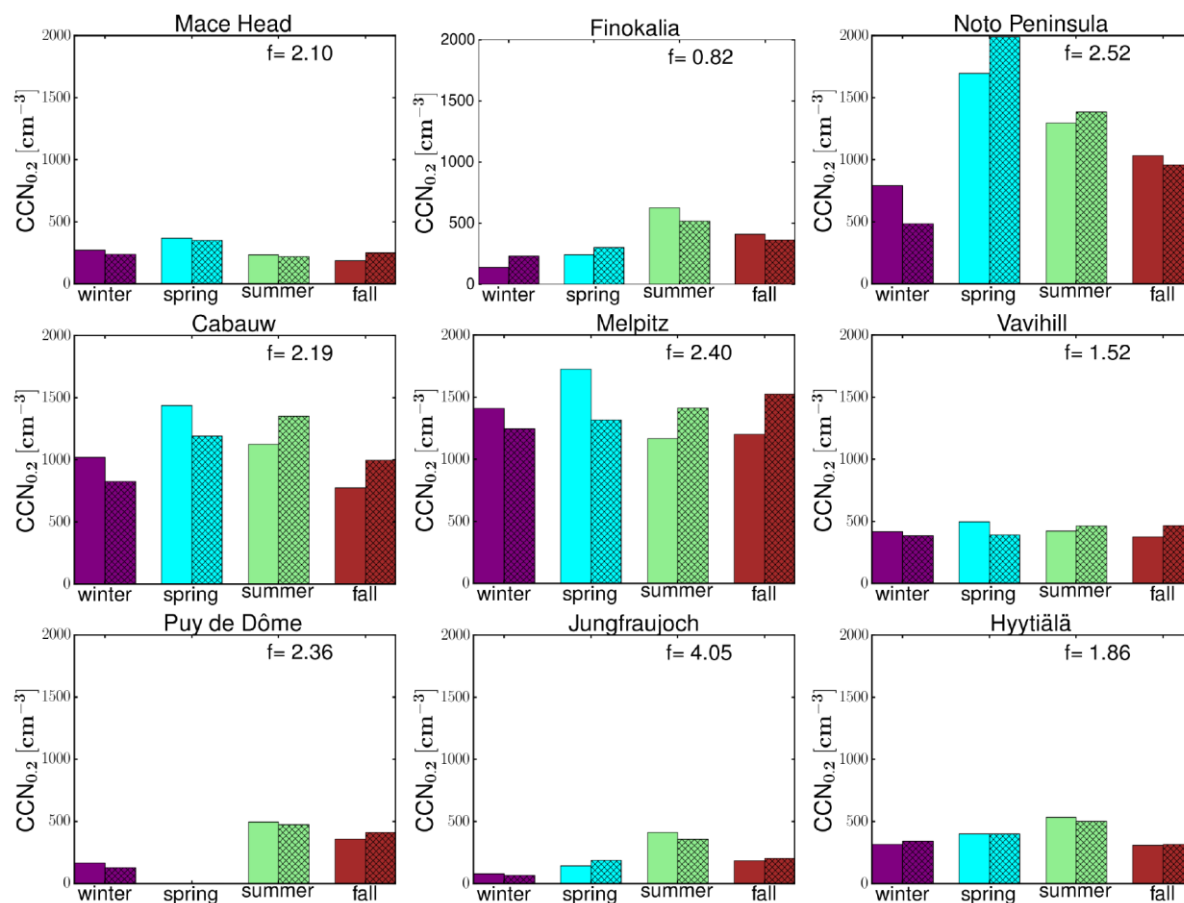 Mace Head
f= 2.10
CCN0.2 [cm−3]
2000
1500
1000
500
0
winter spring summer fall
Finokalia
f= 0.82
CCN0.2 [cm−3]
2000
1500
1000
500
0
winter spring summer fall
Noto Peninsula
f= 2.52
CCN0.2 [cm−3]
2000
1500
1000
500
0
winter spring summer fall
Cabauw
f= 2.19
CCN0.2 [cm−3]
2000
1500
1000
500
0
winter spring summer fall
Melpitz
f= 2.40
CCN0.2 [cm−3]
2000
1500
1000
500
0
winter spring summer fall
Vavihill
f= 1.52
CCN0.2 [cm−3]
2000
1500
1000
500
0
winter spring summer fall
Puy de Dôme
f= 2.36
CCN0.2 [cm−3]
2000
1500
1000
500
0
winter spring summer fall
Jungfraujoch
f= 4.05
CCN0.2 [cm−3]
2000
1500
1000
500
0
winter spring summer fall
Hyytiälä
f= 1.86
CCN0.2 [cm−3]
2000
1500
1000
500
0
winter spring summer fall